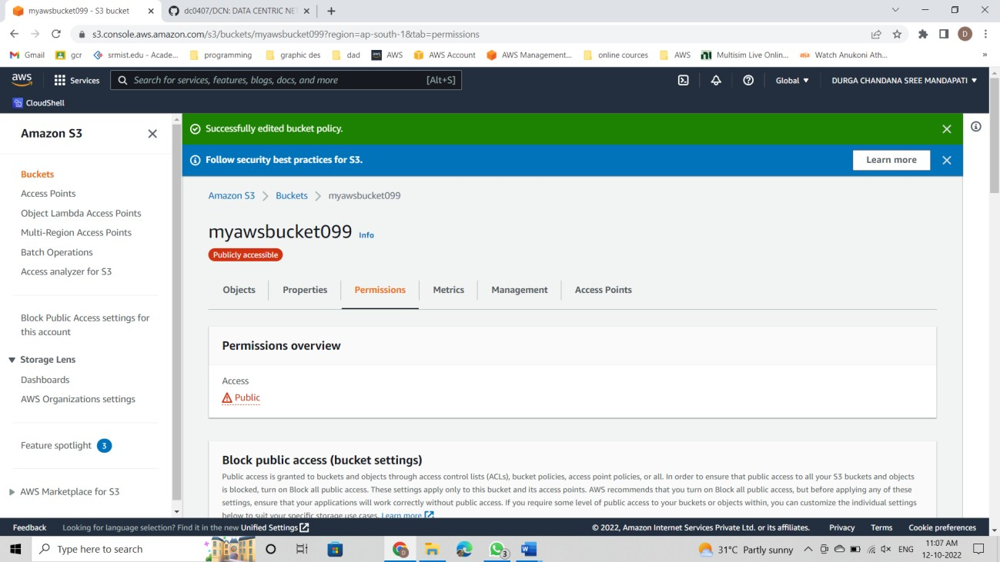 myawsbucket099 - S3 bucket
dc0407/DCN: DATA CENTRIC NE
s3.console.aws.amazon.com/s3/buckets/myawsbucket099?region=ap-south-1&tab=permissions
D
Gmail
gcr
srmist.edu - Acade...
programming
graphic des
dad
AWS
AWS Account
AWS Management...
online cources
AWS
Multisim Live Onlin...
Watch Anukoni Ath...
»
aws
Services
Search for services, features, blogs, docs, and more
[Alt+S]
Global
DURGA CHANDANA SREE MANDAPATI
CloudShell
Amazon S3
Buckets
Access Points
Object Lambda Access Points
Multi-Region Access Points
Batch Operations
Access analyzer for S3
Block Public Access settings for
this account
Storage Lens
Dashboards
AWS Organizations settings
Feature spotlight 3
AWS Marketplace for S3
Successfully edited bucket policy.
Follow security best practices for S3.
Learn more
Amazon S3
Buckets
myawsbucket099
myawsbucket099 Info
Publicly accessible
Objects
Properties
Permissions
Metrics
Management
Access Points
Permissions overview
Access
Public
Block public access (bucket settings)
Public access is granted to buckets and objects through access control lists (ACLs), bucket policies, access point policies, or all. In order to ensure that public access to all your S3 buckets and objects
is blocked, turn on Block all public access. These settings apply only to this bucket and its access points. AWS recommends that you turn on Block all public access, but before applying any of these
settings, ensure that your applications will work correctly without public access. If you require some level of public access to your buckets or objects within, you can customize the individual settings
below to suit your specific storage use cases. Learn more
Feedback
Looking for language selection? Find it in the new Unified Settings
© 2022, Amazon Internet Services Private Ltd. or its affiliates.
Privacy
Terms
Cookie preferences
Type here to search
3
31°C Partly sunny
ENG
11:07 AM
12-10-2022